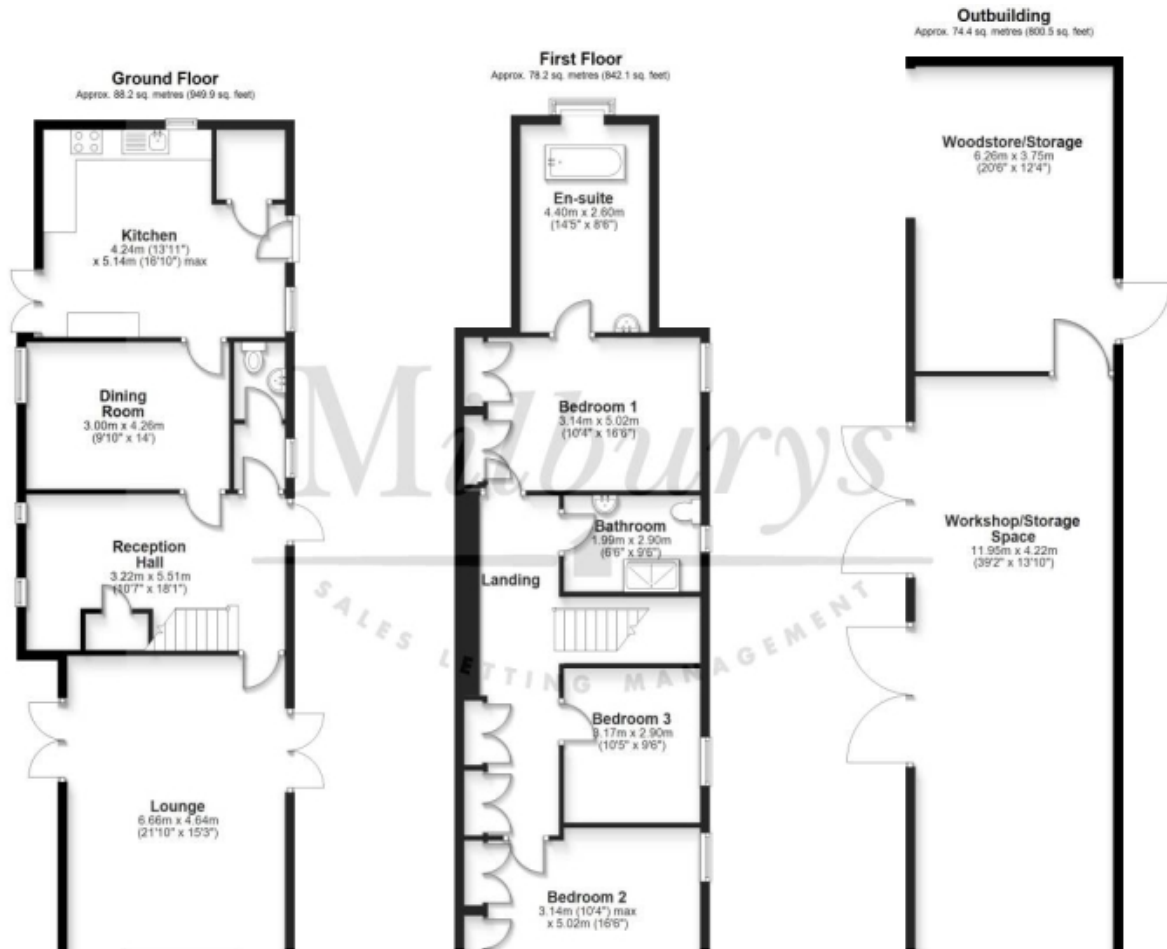 Ground Floor
Approx. 88.2 sq. metres (949.9 sq. feet)
Kitchen
4.24m (13'11")
x 5.14m (16'10") max
Dining
Room
3.00m x 4.26m
(9'10" x 14')
Reception
Hall
3.22m x 5.51m
(10'7" x 18'1")
Lounge
6.66m x 4.64m
(21'10" x 15'3")
First Floor
Approx. 78.2 sq. metres (842.1 sq. feet)
En-suite
4.40m x 2.60m
(14'5" x 8'6")
Bedroom 1
3.14m x 5.02m
(10'4" x 16'6")
Bathroom
1.99m x 2.90m
(6'6" x 9'6")
Landing
Bedroom 3
3.17m x 2.90m
(10'5" x 9'6")
Bedroom 2
3.14m (10'4") max
x 5.02m (16'6")
Outbuilding
Approx. 74.4 sq. metres (800.5 sq. feet)
Woodstore/Storage
6.26m x 3.75m
(20'6" x 12'4")
Workshop/Storage
Space
11.95m x 4.22m
(39'2" x 13'10")
Milburys
SALES LETTING MANAGEMENT